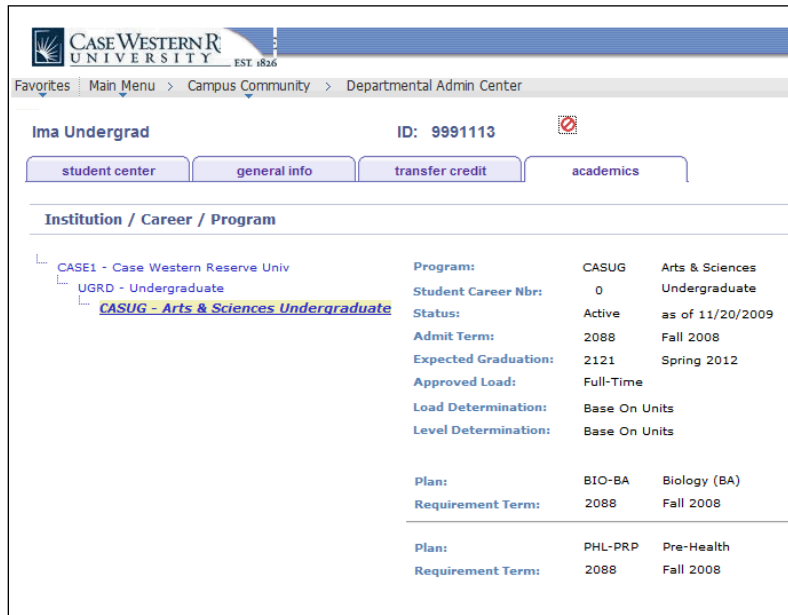 CASE WESTERN R
UNIVERSITY EST. 1826
Favorites Main Menu > Campus Community > Departmental Admin Center
Ima Undergrad ID: 9991113
student center general info transfer credit academics
Institution / Career / Program
CASE1 - Case Western Reserve Univ
UGRD - Undergraduate
CASUG - Arts & Sciences Undergraduate
Program: CASUG Arts & Sciences
Student Career Nbr: 0 Undergraduate
Status: Active as of 11/20/2009
Admit Term: 2088 Fall 2008
Expected Graduation: 2121 Spring 2012
Approved Load: Full-Time
Load Determination: Base On Units
Level Determination: Base On Units
Plan: BIO-BA Biology (BA)
Requirement Term: 2088 Fall 2008
Plan: PHL-PRP Pre-Health
Requirement Term: 2088 Fall 2008